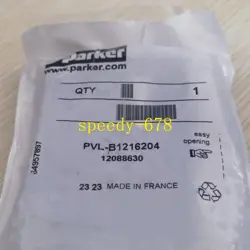 Parker
www.parker.com
QTY
1
speedy-678
easy
opening
PVL-B1216204
12088630
23 23 MADE IN FRANCE